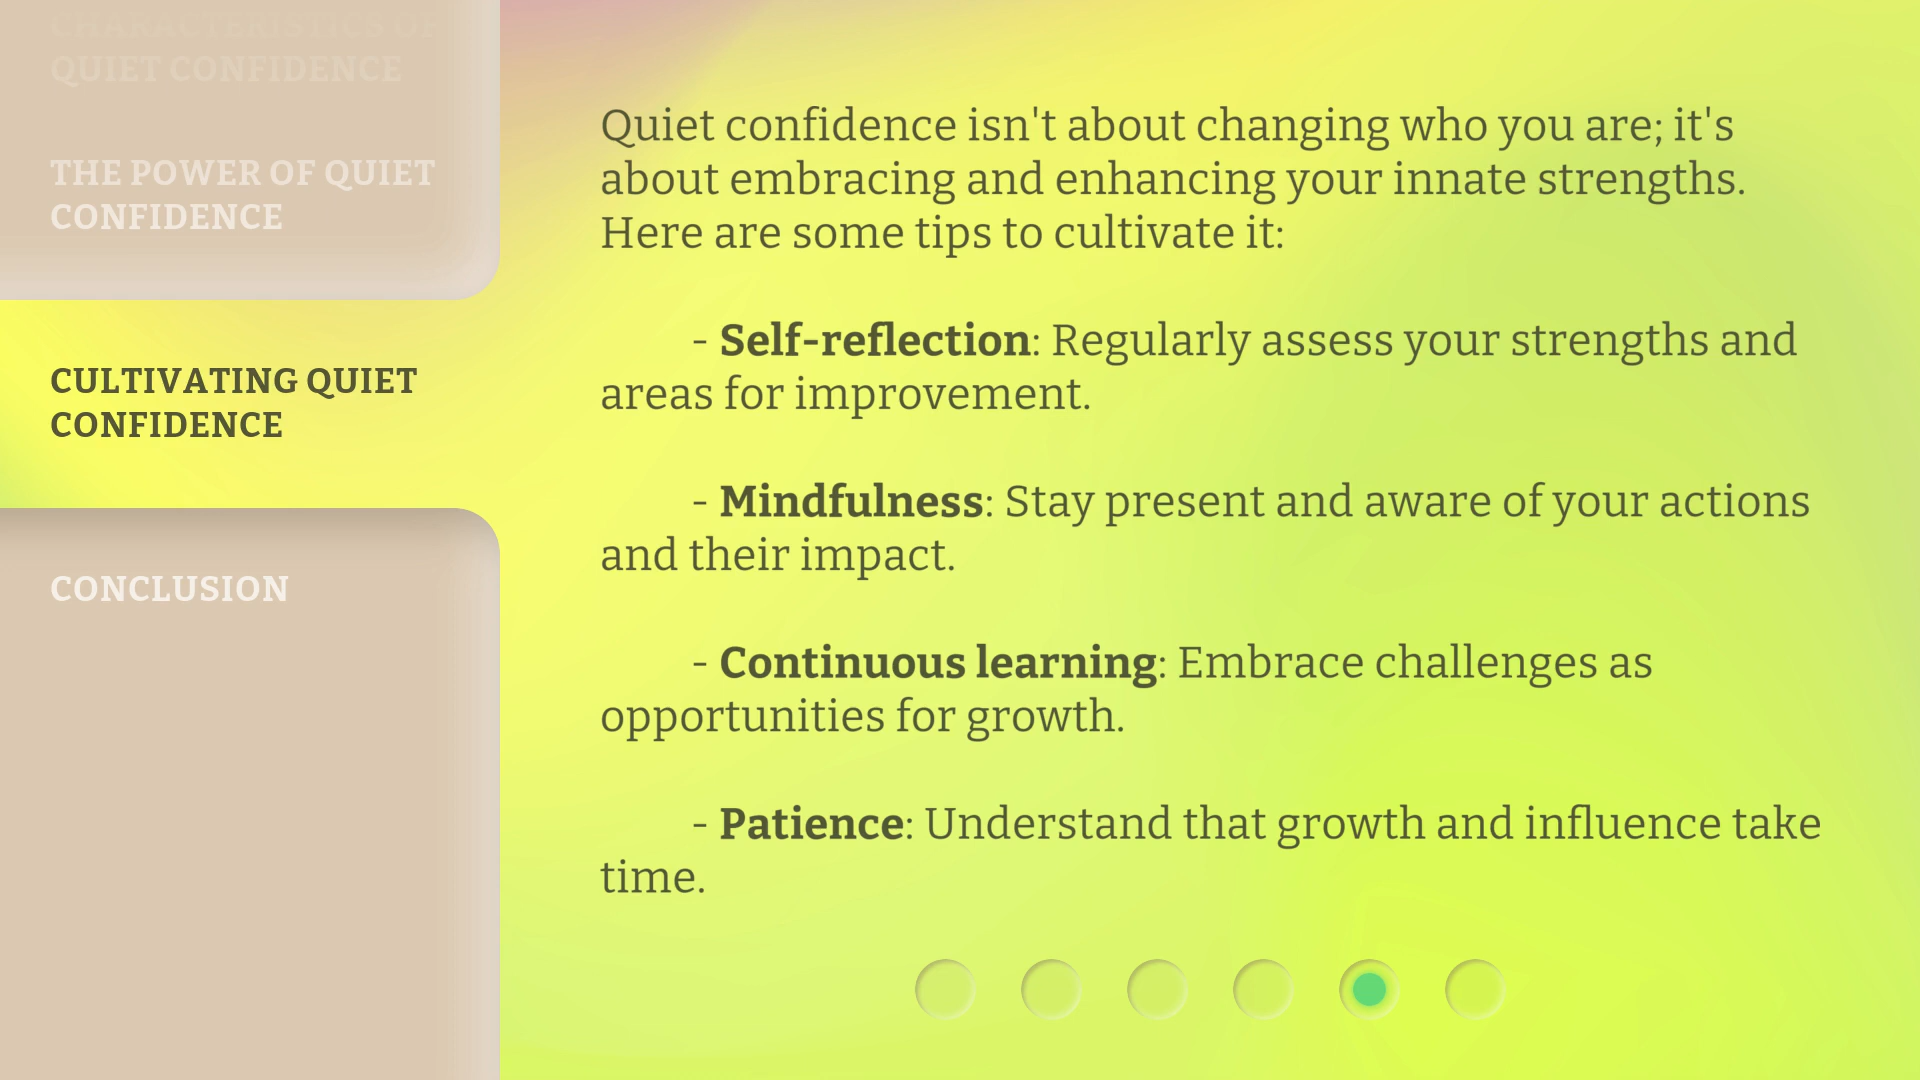 CHARACTERISTICS OF
QUIET CONFIDENCE
THE POWER OF QUIET
CONFIDENCE
CULTIVATING QUIET
CONFIDENCE
CONCLUSION
Quiet confidence isn't about changing who you are; it's
about embracing and enhancing your innate strengths.
Here are some tips to cultivate it:
- Self-reflection: Regularly assess your strengths and
areas for improvement.
- Mindfulness: Stay present and aware of your actions
and their impact.
- Continuous learning: Embrace challenges as
opportunities for growth.
- Patience: Understand that growth and influence take
time.